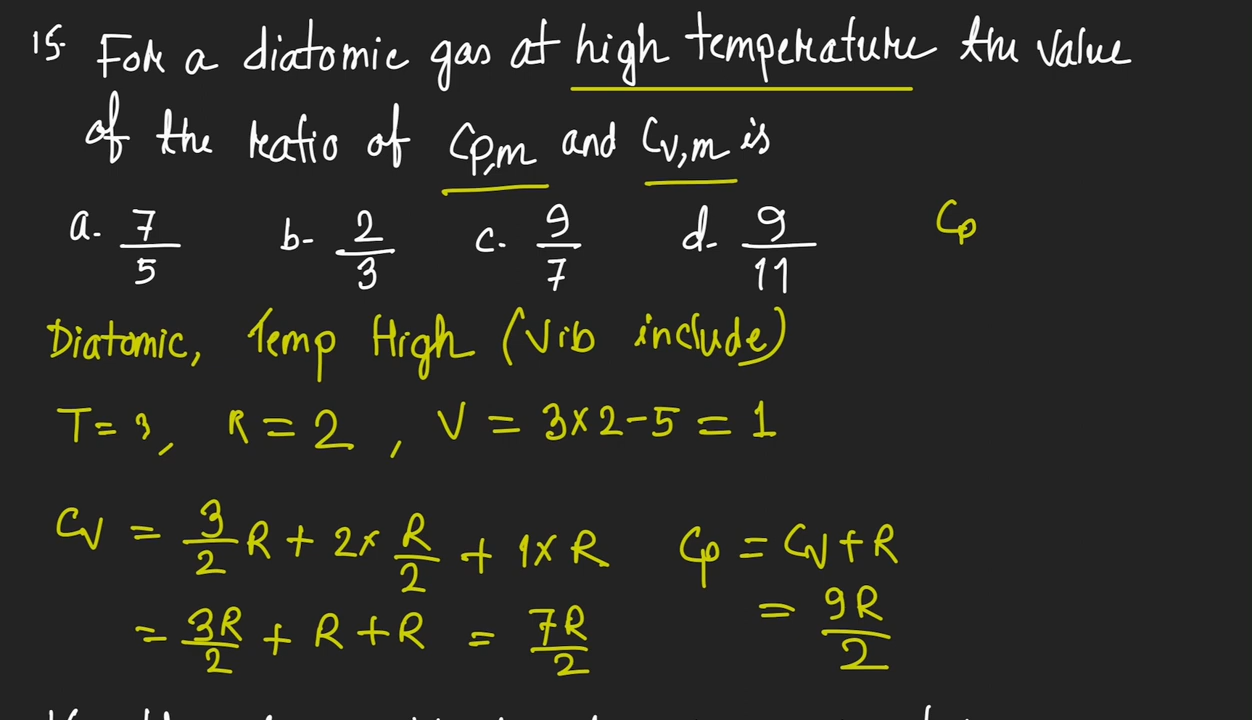 15. For a diatomic gas at high temperature the value
of the ratio of Cp,m and Cv,m is
a. 7/5 b- 2/3 c. 9/7 d. 9/11 Cp
Diatomic, Temp High (Vib include)
T = 3, R = 2, V = 3×2-5 = 1
Cv = 3/2 R + 2× R/2 + 1× R Cp = Cv + R
= 3R/2 + R + R = 7R/2 = 9R/2